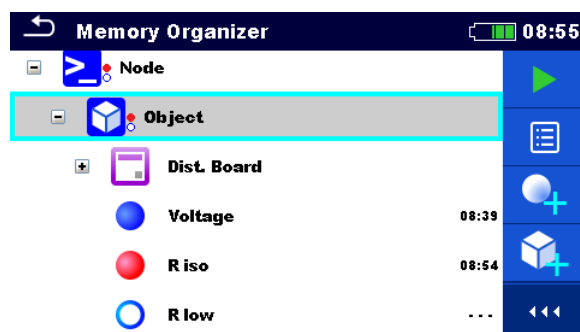 Memory Organizer 08:55
Node
Object
Dist. Board
Voltage 08:39
R iso 08:54
R low ---